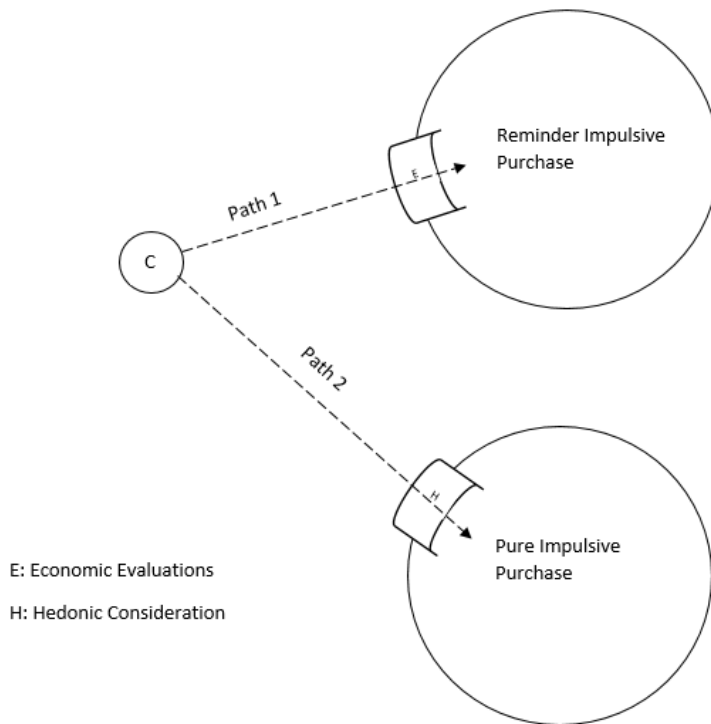 Reminder Impulsive
Purchase
E
Path 1
C
Path 2
H
Pure Impulsive
Purchase
E: Economic Evaluations
H: Hedonic Consideration